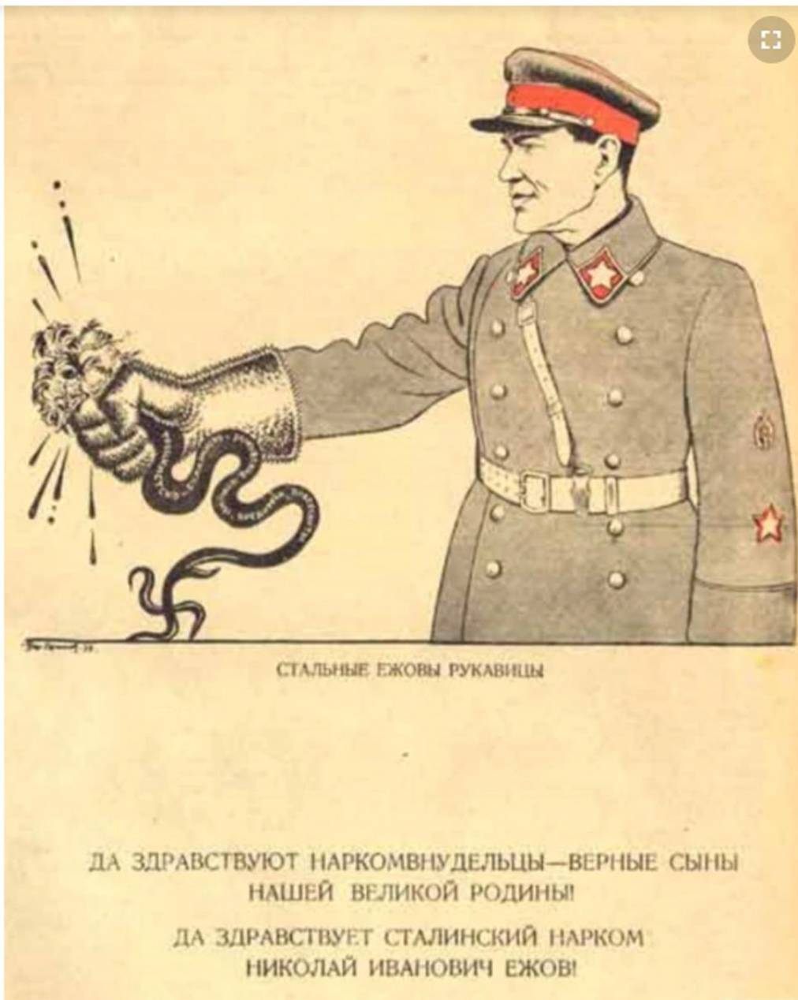 СТАЛЬНЫЕ ЕЖОВЫ РУКАВИЦЫ
ДА ЗДРАВСТВУЮТ НАРКОМВНУДЕЛЬЦЫ—ВЕРНЫЕ СЫНЫ
НАШЕЙ ВЕЛИКОЙ РОДИНЫ!
ДА ЗДРАВСТВУЕТ СТАЛИНСКИЙ НАРКОМ
НИКОЛАЙ ИВАНОВИЧ ЕЖОВ!